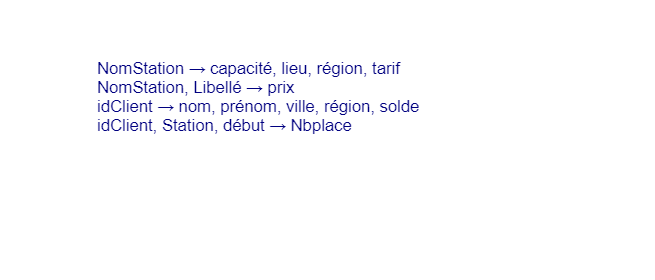 NomStation → capacité, lieu, région, tarif
NomStation, Libellé → prix
idClient → nom, prénom, ville, région, solde
idClient, Station, début → Nbplace